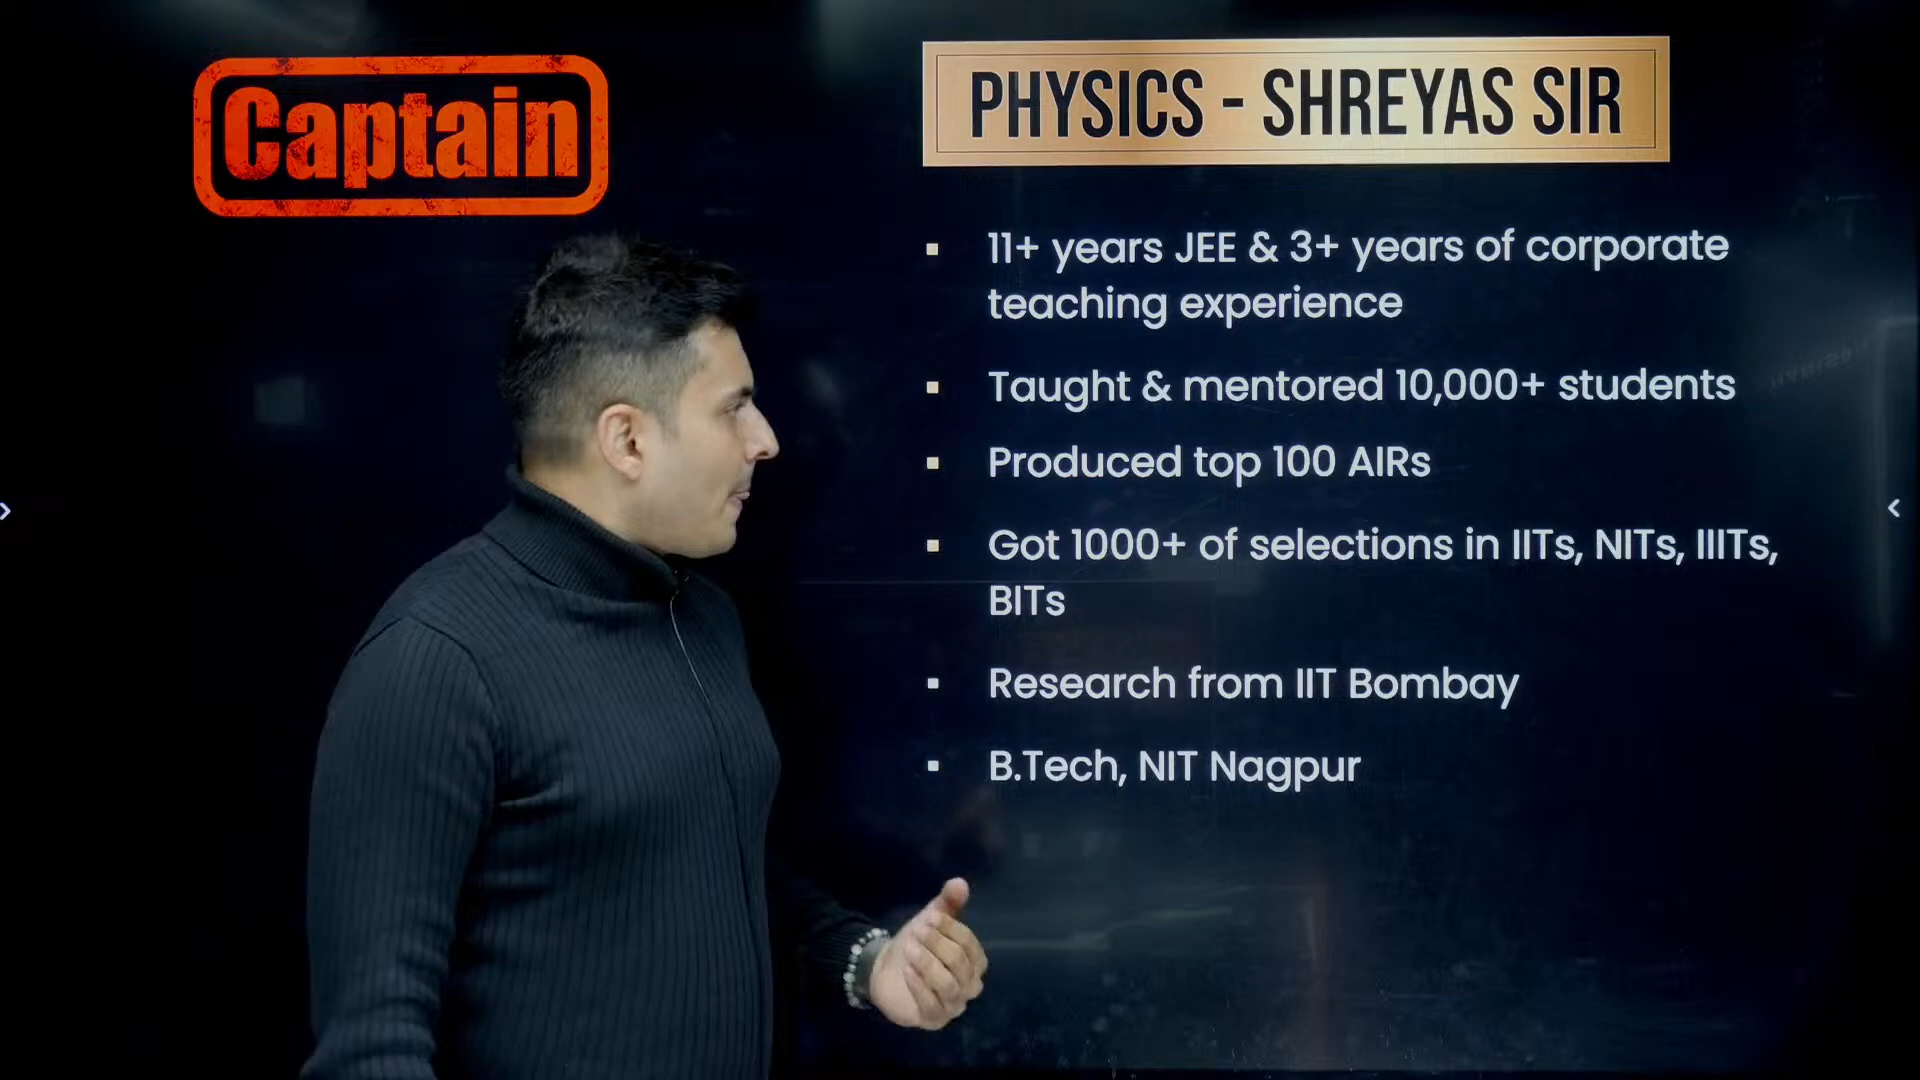 Captain
PHYSICS - SHREYAS SIR
11+ years JEE & 3+ years of corporate
teaching experience
Taught & mentored 10,000+ students
Produced top 100 AIRs
Got 1000+ of selections in IITs, NITs, IIITs,
BITs
Research from IIT Bombay
B.Tech, NIT Nagpur